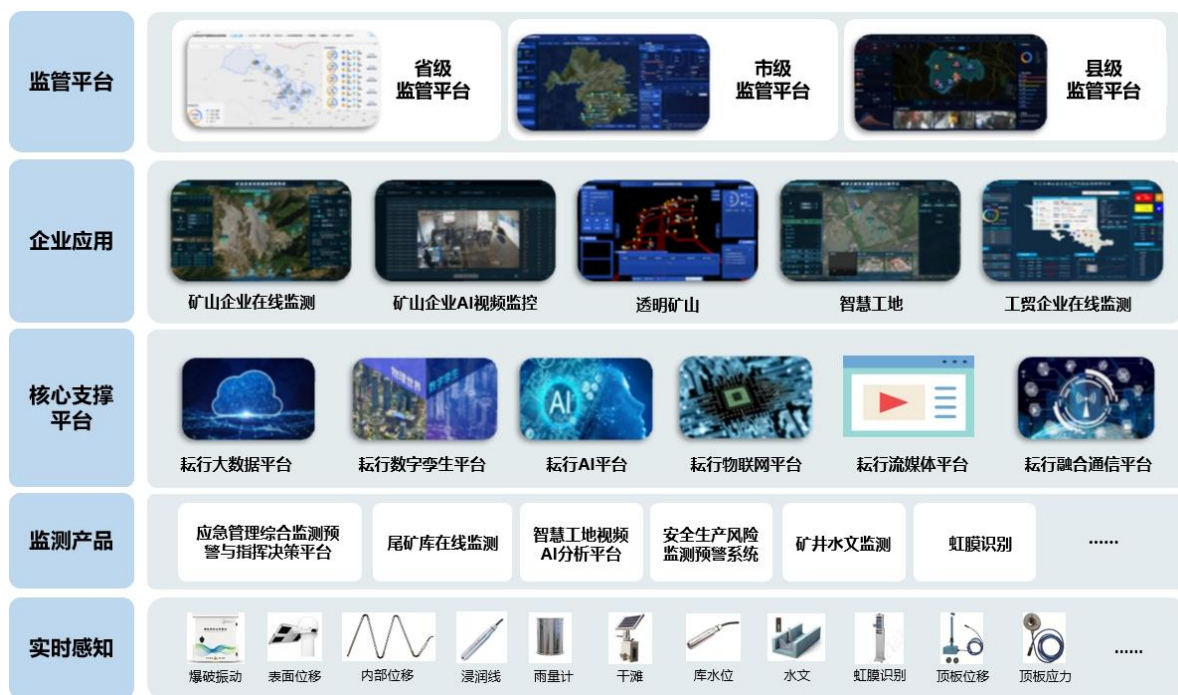 监管平台
省级
监管平台
市级
监管平台
县级
监管平台
企业应用
矿山企业在线监测
矿山企业AI视频监控
透明矿山
智慧工地
工贸企业在线监测
核心支撑
平台
AI
耘行大数据平台
耘行数字孪生平台
耘行AI平台
耘行物联网平台
耘行流媒体平台
耘行融合通信平台
监测产品
应急管理综合监测预
警与指挥决策平台
尾矿库在线监测
智慧工地视频
AI分析平台
安全生产风险
监测预警系统
矿井水文监测
虹膜识别
......
实时感知
爆破振动
表面位移
内部位移
浸润线
雨量计
干滩
库水位
水文
虹膜识别
顶板位移
顶板应力
......